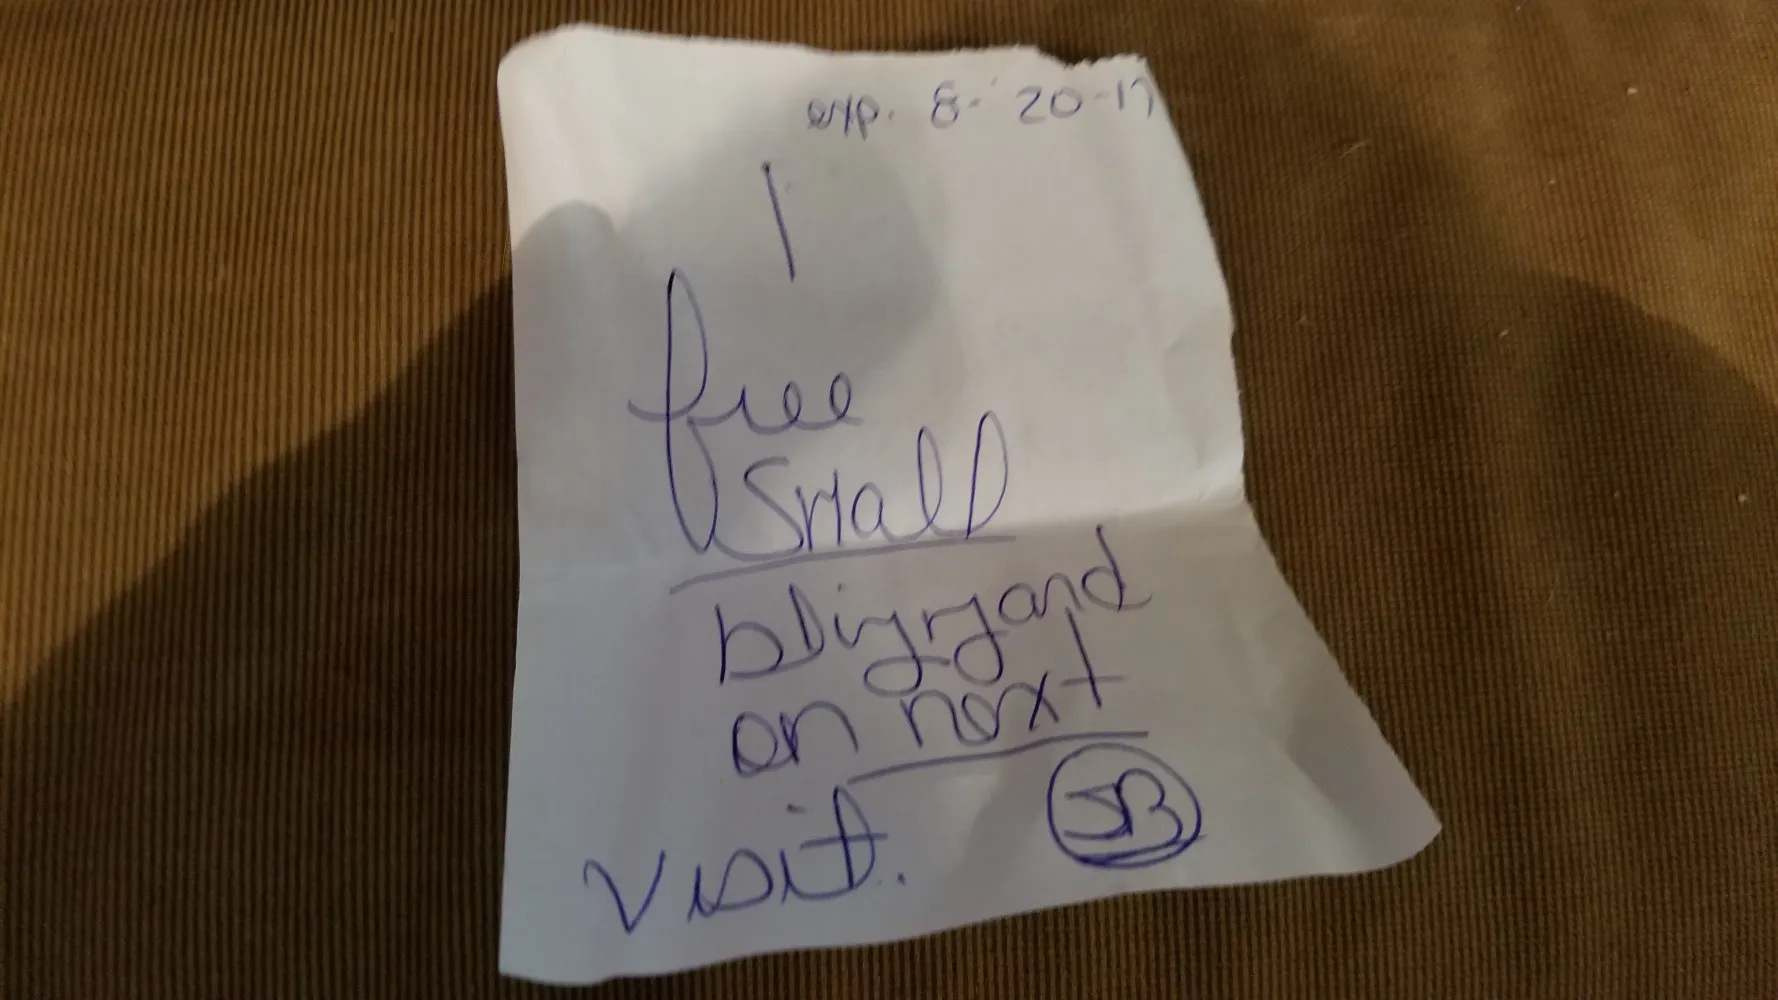 exp. 8-20-17
1
free
small
blizzard
on next
visit.
JB